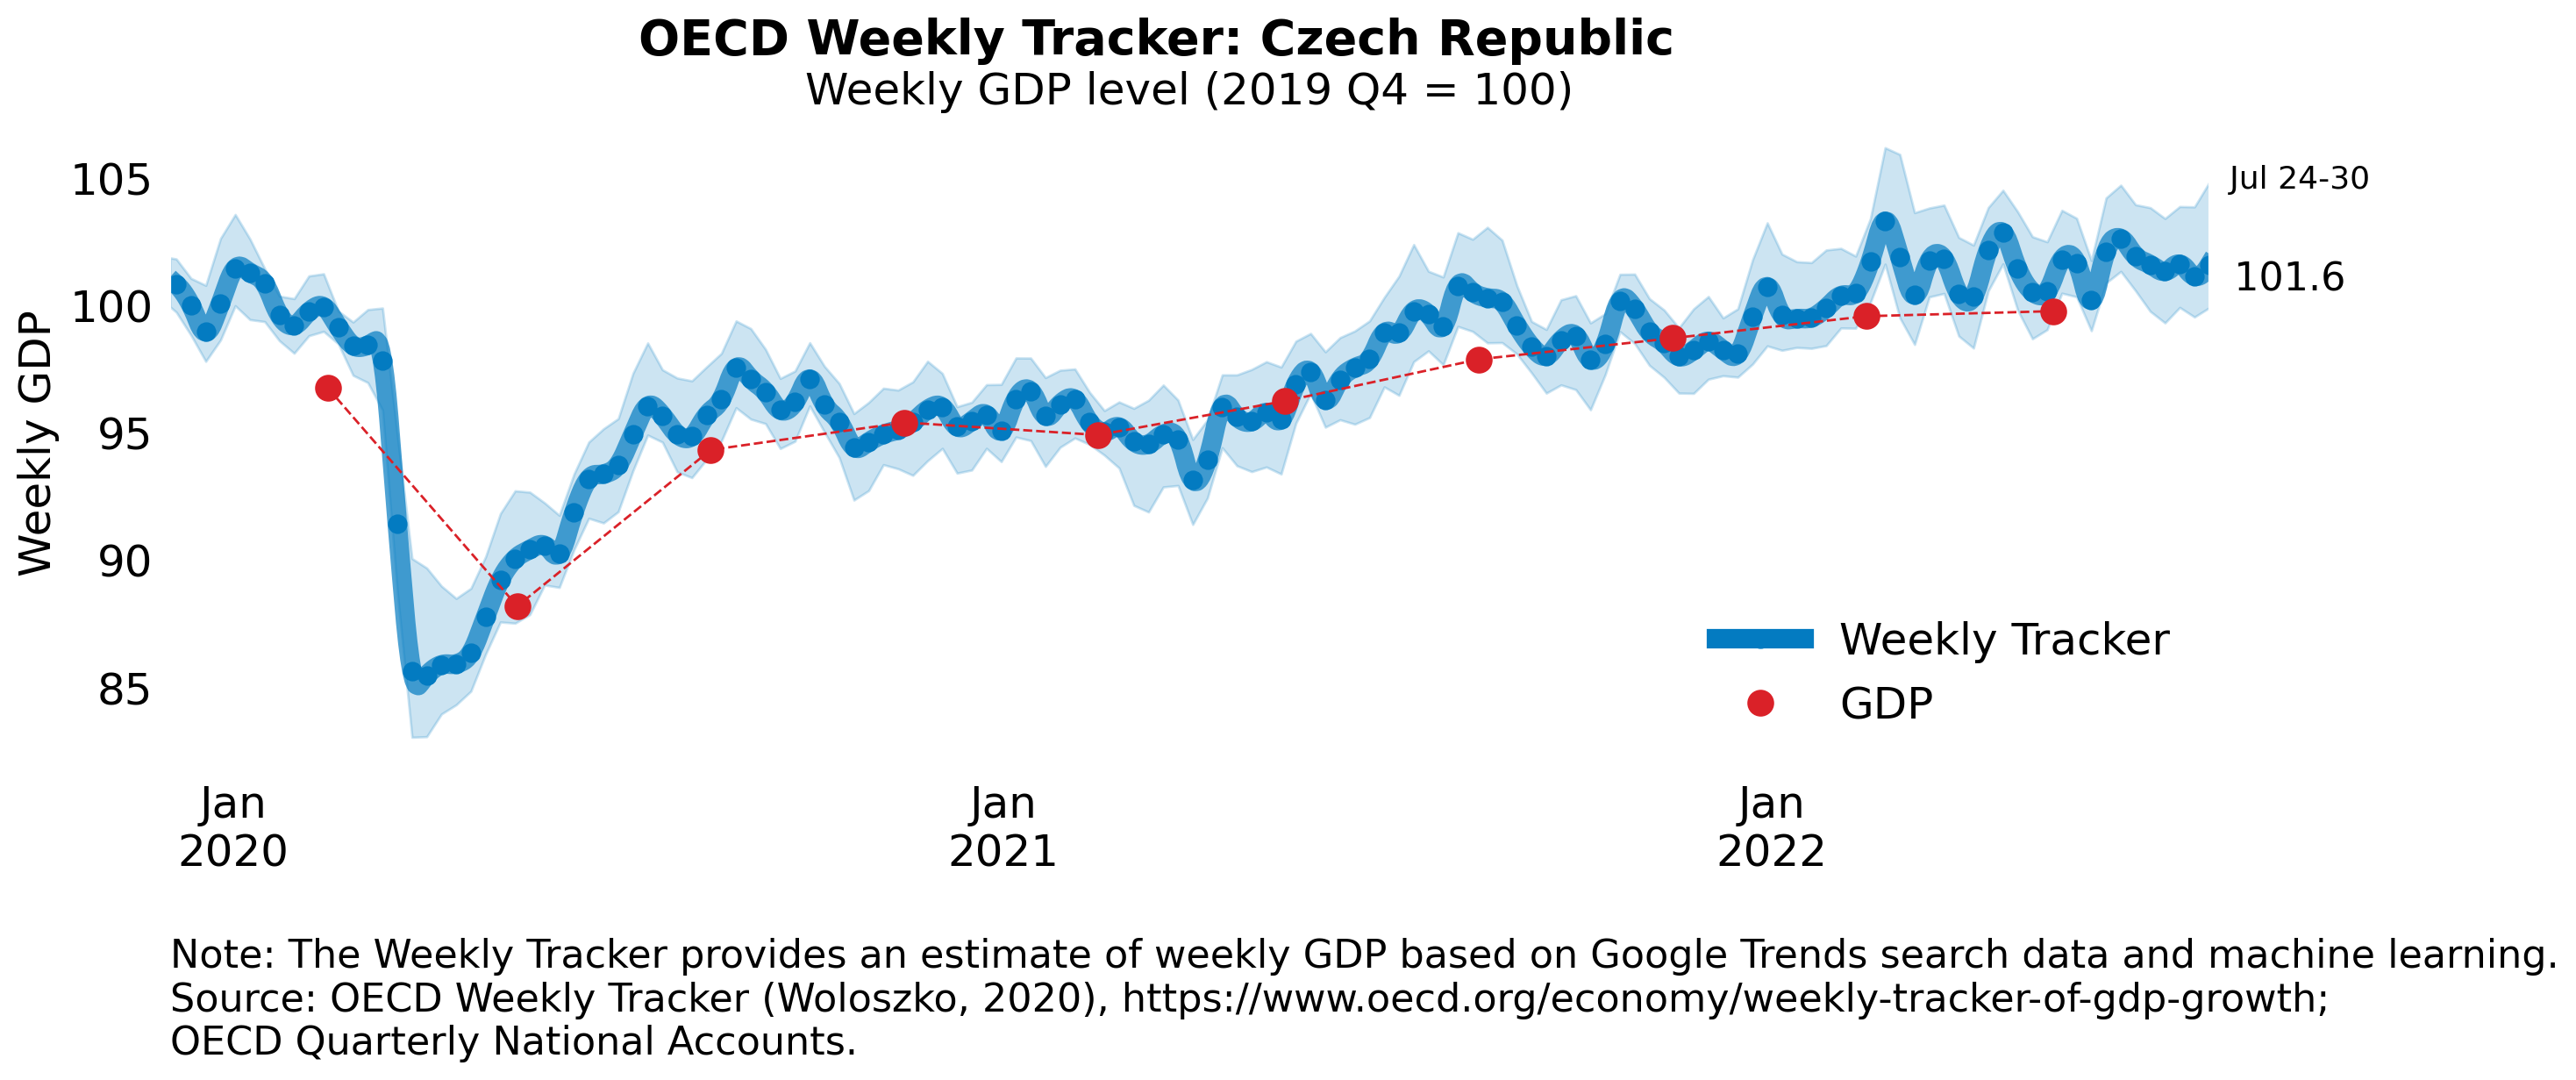 OECD Weekly Tracker: Czech Republic
Weekly GDP level (2019 Q4 = 100)
Weekly GDP
105
100
95
90
85
Jul 24-30
101.6
Weekly Tracker
GDP
Jan
2020
Jan
2021
Jan
2022
Note: The Weekly Tracker provides an estimate of weekly GDP based on Google Trends search data and machine learning.
Source: OECD Weekly Tracker (Woloszko, 2020), https://www.oecd.org/economy/weekly-tracker-of-gdp-growth;
OECD Quarterly National Accounts.